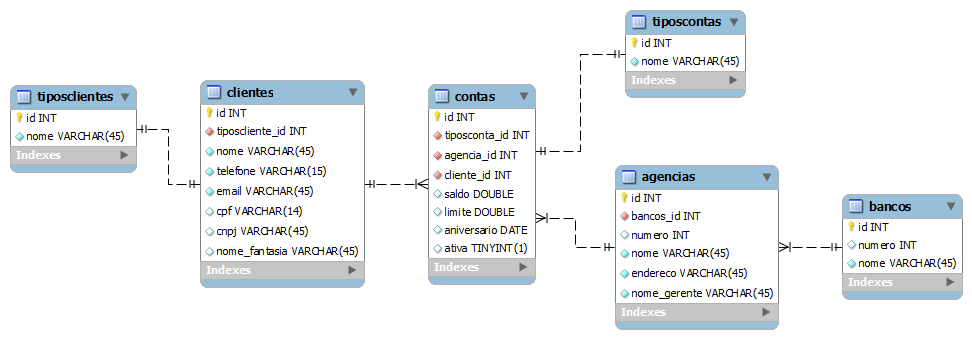 tiposclientes
id INT
nome VARCHAR(45)
Indexes
clientes
id INT
tiposcliente_id INT
nome VARCHAR(45)
telefone VARCHAR(15)
email VARCHAR(45)
cpf VARCHAR(14)
cnpj VARCHAR(45)
nome_fantasia VARCHAR(45)
Indexes
contas
id INT
tiposconta_id INT
agencia_id INT
cliente_id INT
saldo DOUBLE
limite DOUBLE
aniversario DATE
ativa TINYINT(1)
Indexes
tiposcontas
id INT
nome VARCHAR(45)
Indexes
agencias
id INT
bancos_id INT
numero INT
nome VARCHAR(45)
endereco VARCHAR(45)
nome_gerente VARCHAR(45)
Indexes
bancos
id INT
numero INT
nome VARCHAR(45)
Indexes